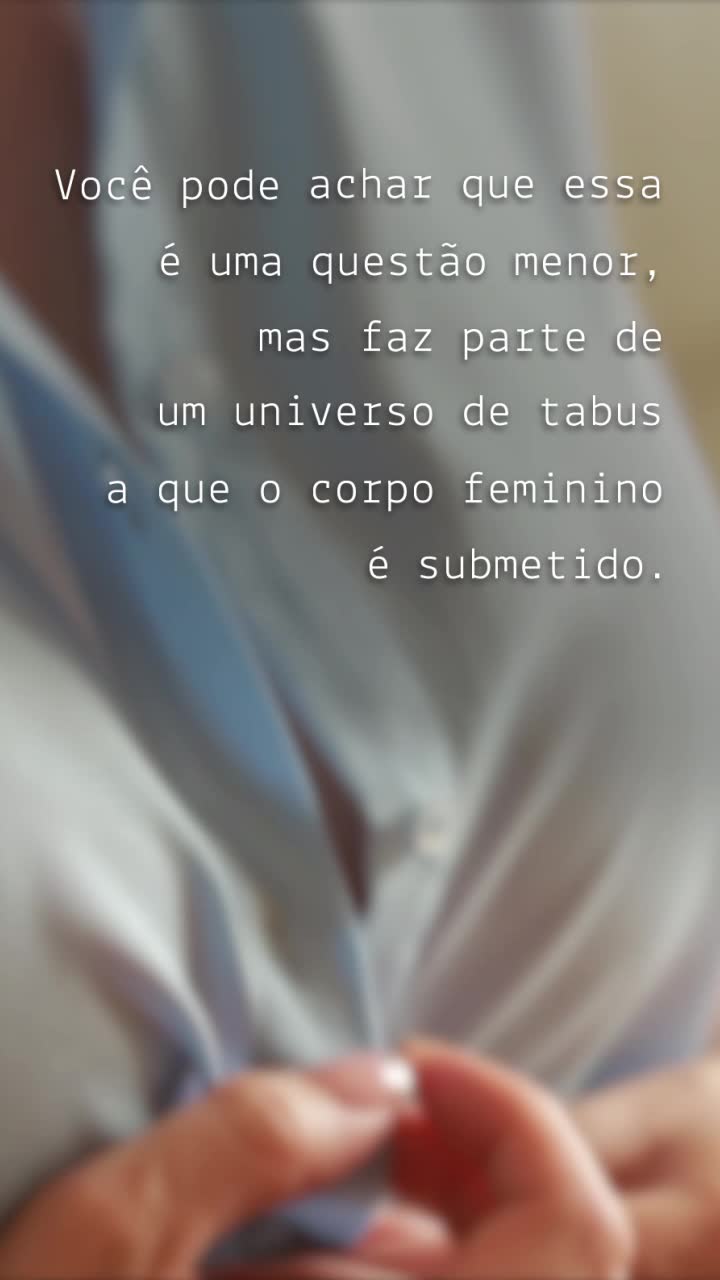 Você pode achar que essa
é uma questão menor,
mas faz parte de
um universo de tabus
a que o corpo feminino
é submetido.